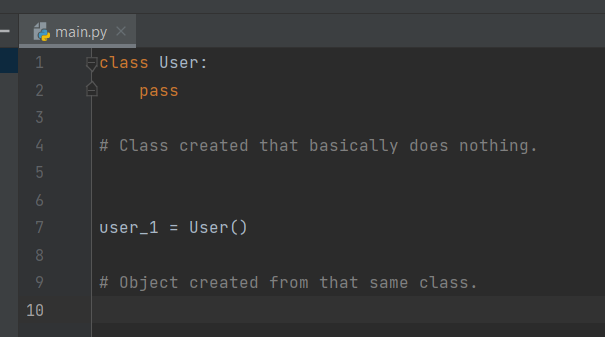 main.py
1 class User:
2     pass
3
4 # Class created that basically does nothing.
5
6
7 user_1 = User()
8
9 # Object created from that same class.
10